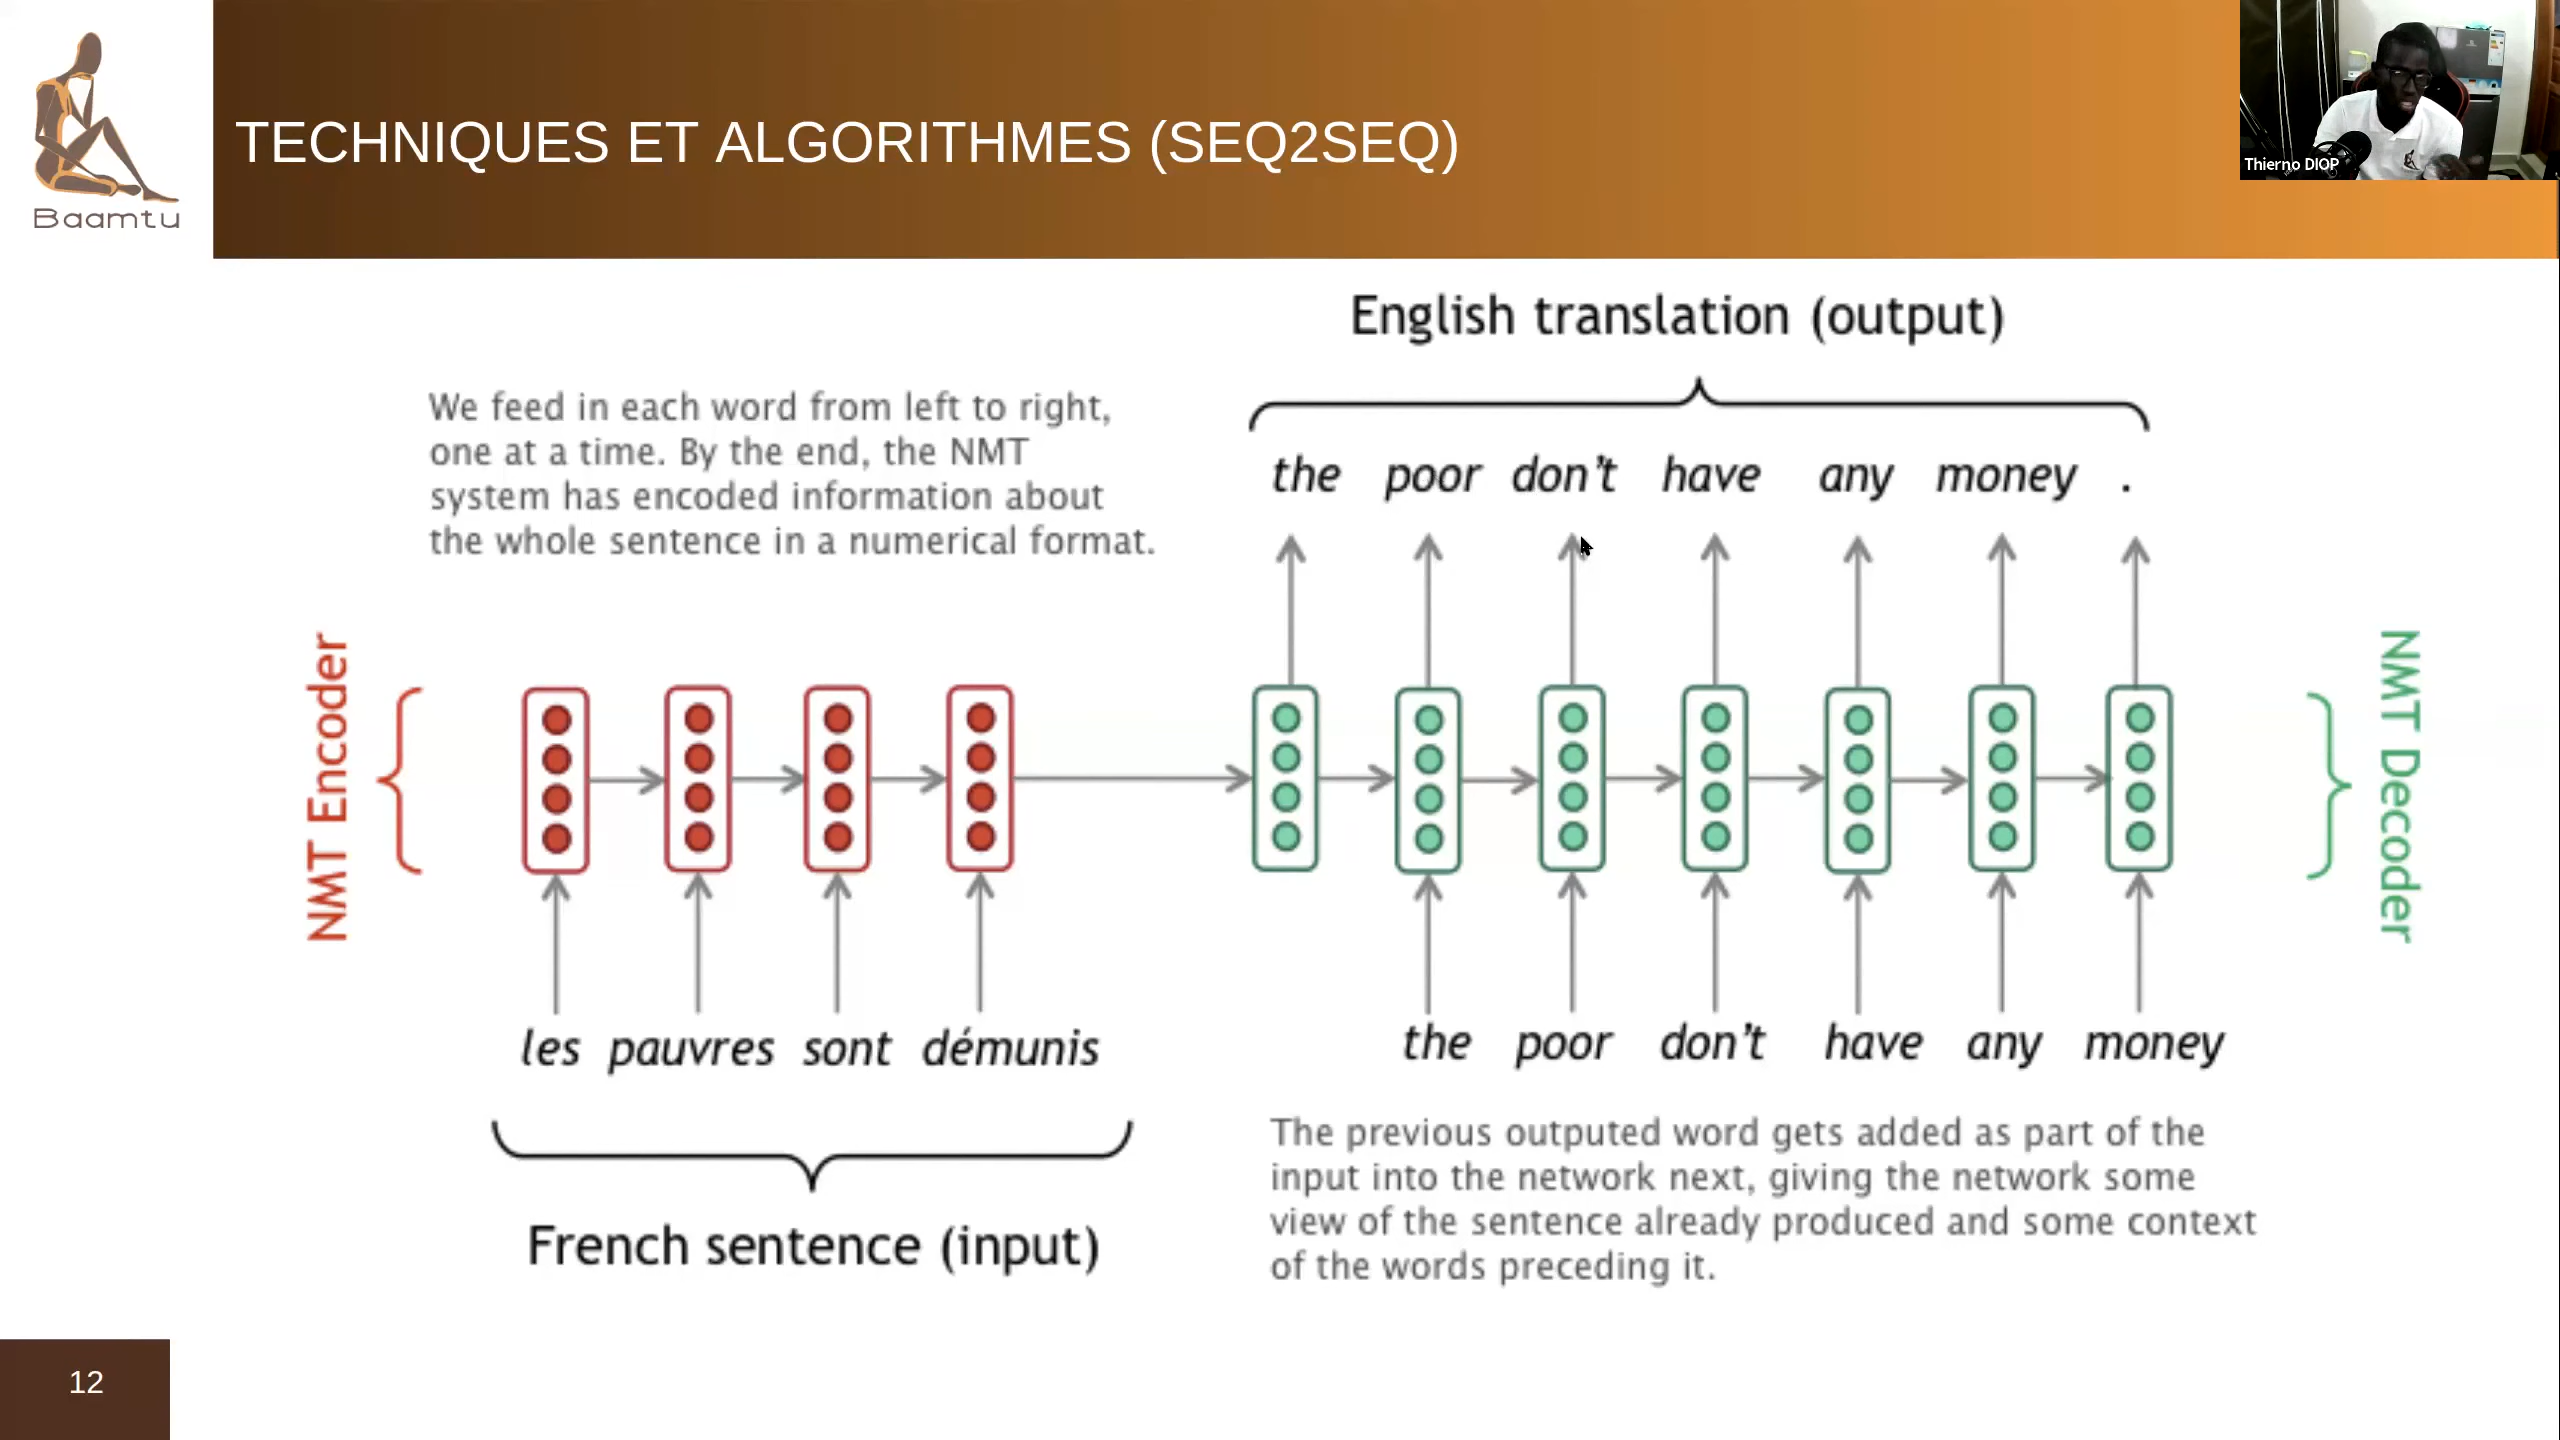 Baamtu
TECHNIQUES ET ALGORITHMES (SEQ2SEQ)
Thierno DIOP
English translation (output)
We feed in each word from left to right,
one at a time. By the end, the NMT
system has encoded information about
the whole sentence in a numerical format.
the poor don't have any money .
NMT Encoder
NMT Decoder
les pauvres sont démunis
the poor don't have any money
French sentence (input)
The previous outputed word gets added as part of the
input into the network next, giving the network some
view of the sentence already produced and some context
of the words preceding it.
12